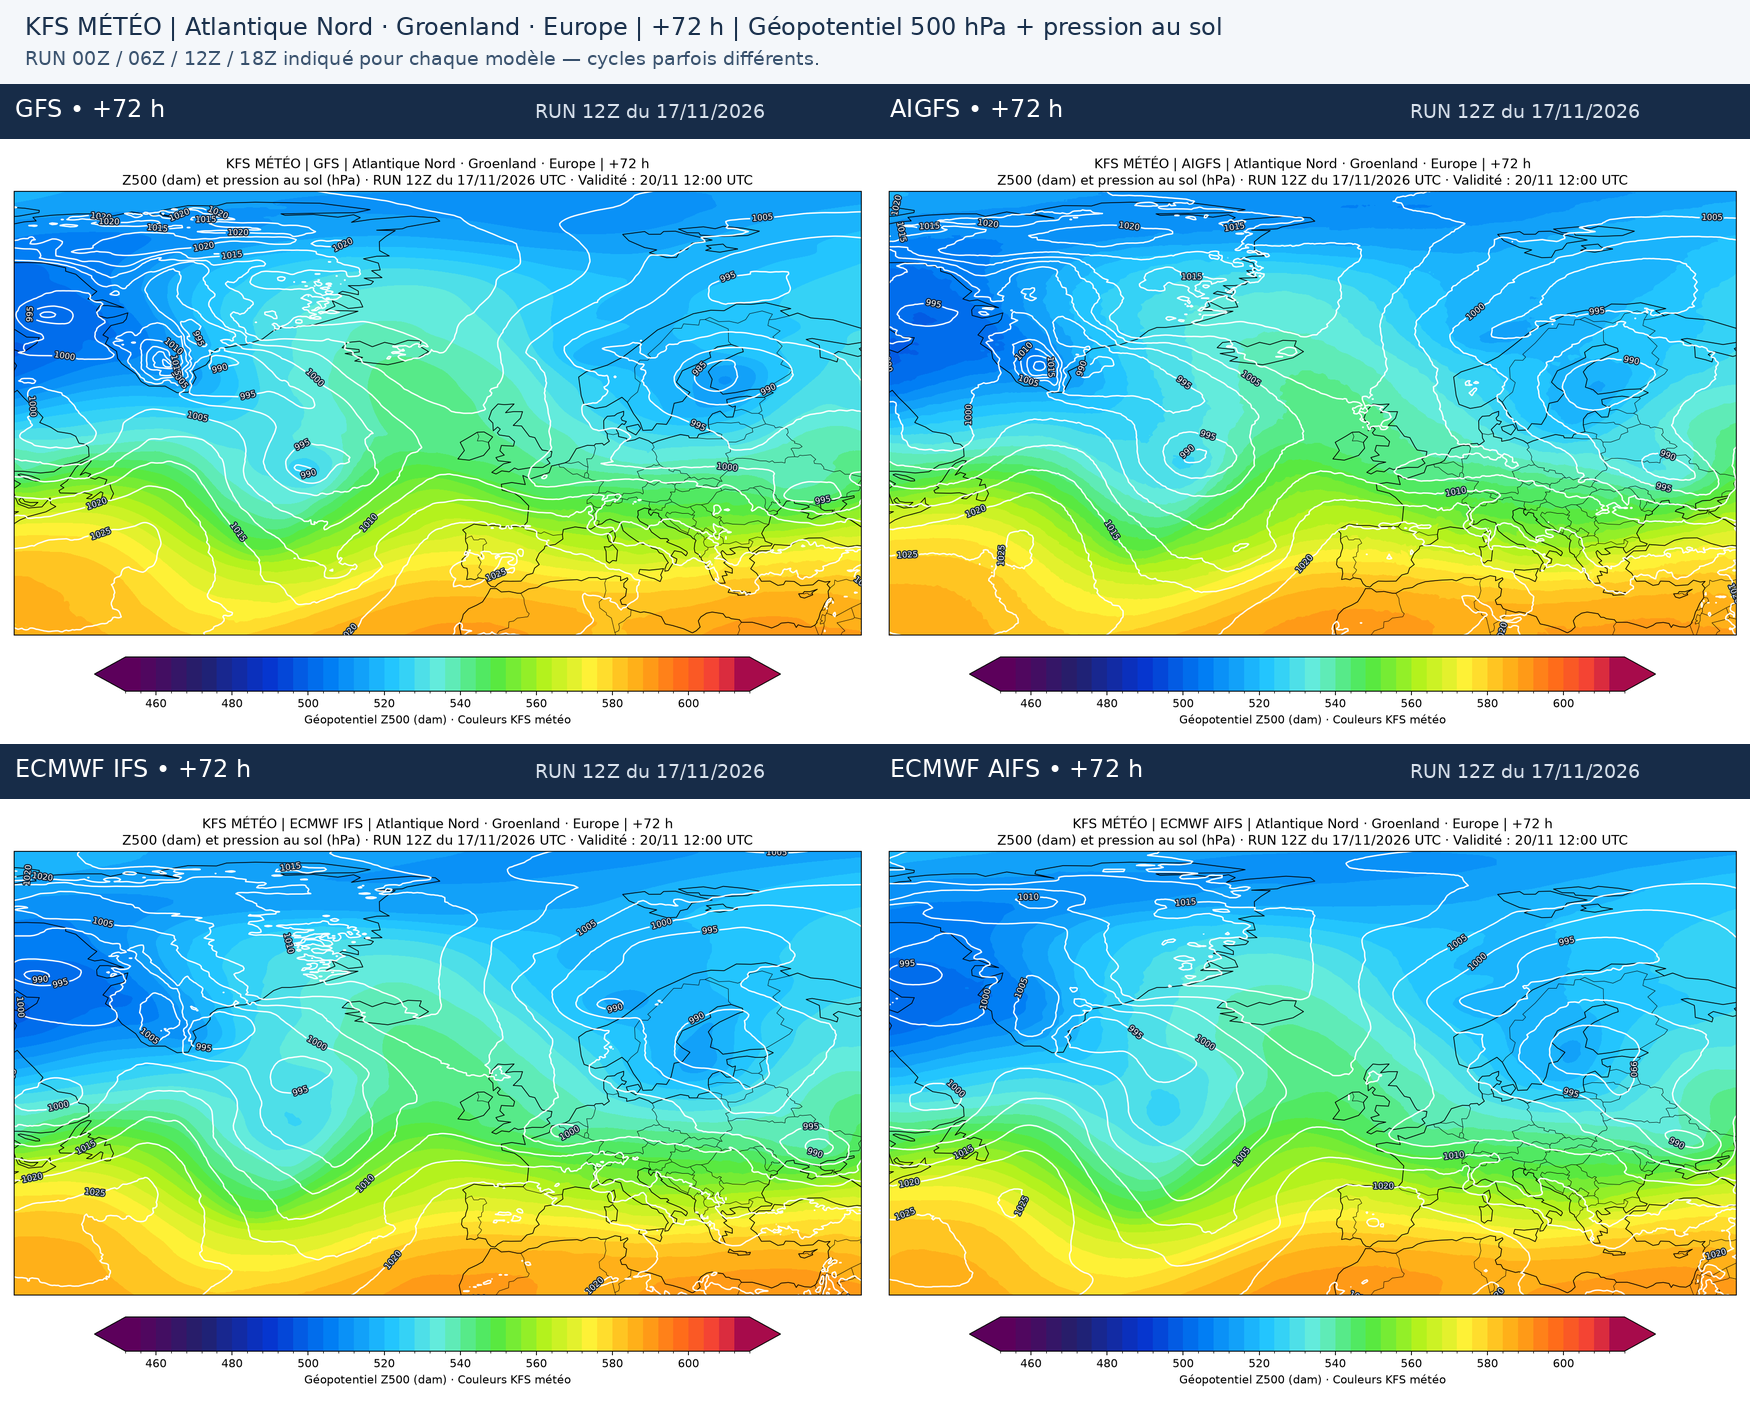 KFS MÉTÉO | Atlantique Nord · Groenland · Europe | +72 h | Géopotentiel 500 hPa + pression au sol
RUN 00Z / 06Z / 12Z / 18Z indiqué pour chaque modèle — cycles parfois différents.
GFS • +72 h
RUN 12Z du 17/11/2026
KFS MÉTÉO | GFS | Atlantique Nord · Groenland · Europe | +72 h
Z500 (dam) et pression au sol (hPa) · RUN 12Z du 17/11/2026 UTC · Validité : 20/11 12:00 UTC
460 480 500 520 540 560 580 600
Géopotentiel Z500 (dam) · Couleurs KFS météo
AIGFS • +72 h
RUN 12Z du 17/11/2026
KFS MÉTÉO | AIGFS | Atlantique Nord · Groenland · Europe | +72 h
Z500 (dam) et pression au sol (hPa) · RUN 12Z du 17/11/2026 UTC · Validité : 20/11 12:00 UTC
460 480 500 520 540 560 580 600
Géopotentiel Z500 (dam) · Couleurs KFS météo
ECMWF IFS • +72 h
RUN 12Z du 17/11/2026
KFS MÉTÉO | ECMWF IFS | Atlantique Nord · Groenland · Europe | +72 h
Z500 (dam) et pression au sol (hPa) · RUN 12Z du 17/11/2026 UTC · Validité : 20/11 12:00 UTC
460 480 500 520 540 560 580 600
Géopotentiel Z500 (dam) · Couleurs KFS météo
ECMWF AIFS • +72 h
RUN 12Z du 17/11/2026
KFS MÉTÉO | ECMWF AIFS | Atlantique Nord · Groenland · Europe | +72 h
Z500 (dam) et pression au sol (hPa) · RUN 12Z du 17/11/2026 UTC · Validité : 20/11 12:00 UTC
460 480 500 520 540 560 580 600
Géopotentiel Z500 (dam) · Couleurs KFS météo